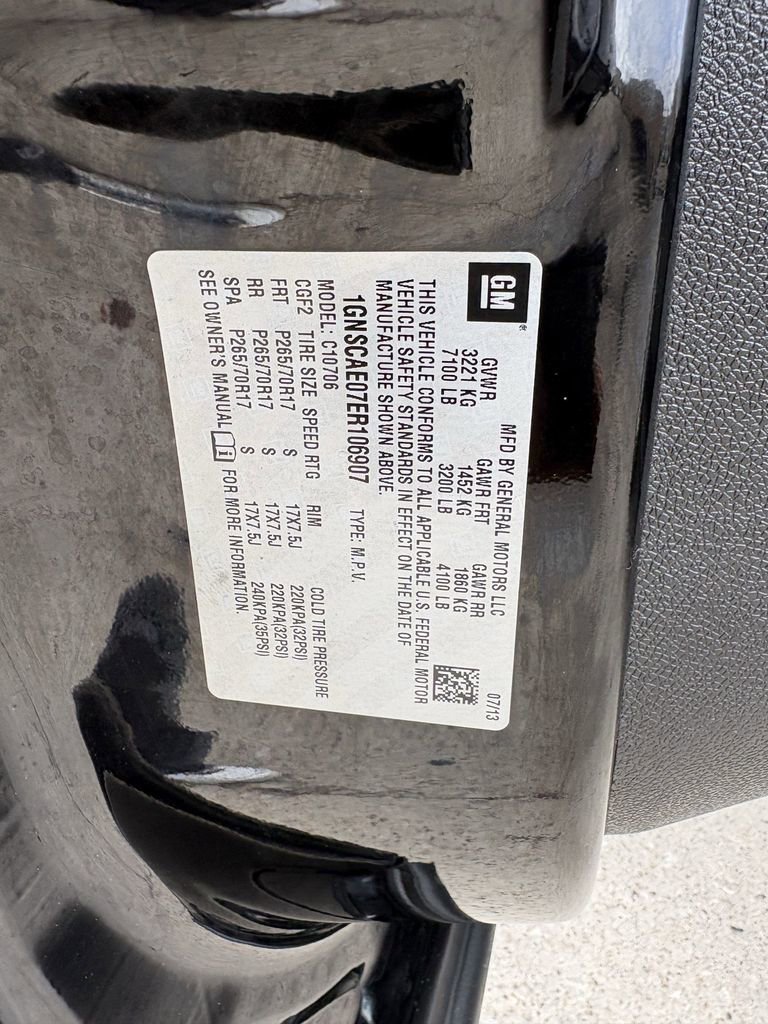 GM
MFD BY GENERAL MOTORS LLC 07/13
GVWR GAWR FRT GAWR RR
3221 KG 1452 KG 1860 KG
7100 LB 3200 LB 4100 LB
THIS VEHICLE CONFORMS TO ALL APPLICABLE U.S. FEDERAL MOTOR
VEHICLE SAFETY STANDARDS IN EFFECT ON THE DATE OF
MANUFACTURE SHOWN ABOVE.
1GNSCAE07ER106907 TYPE: M.P.V.
MODEL: C10706
CGF2 TIRE SIZE SPEED RTG RIM COLD TIRE PRESSURE
FRT P265/70R17 S 17X7.5J 220KPA(32PSI)
RR P265/70R17 S 17X7.5J 220KPA(32PSI)
SPA P265/70R17 S 17X7.5J 240KPA(35PSI)
SEE OWNER'S MANUAL i FOR MORE INFORMATION.